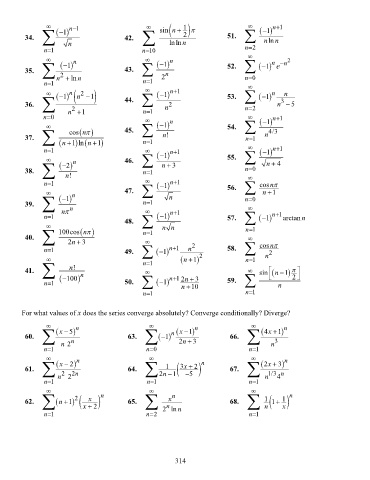 34. \sum_{n=1}^{\infty} \frac{(-1)^{n-1}}{\sqrt{n}}
35. \sum_{n=1}^{\infty} \frac{(-1)^n}{n^2 + \ln n}
36. \sum_{n=0}^{\infty} \frac{(-1)^n (n^2 - 1)}{n^2 + 1}
37. \sum_{n=1}^{\infty} \frac{\cos(n\pi)}{(n+1)\ln(n+1)}
38. \sum_{n=1}^{\infty} \frac{(-2)^n}{n!}
39. \sum_{n=1}^{\infty} \frac{(-1)^n}{n\pi^n}
40. \sum_{n=1}^{\infty} \frac{100\cos(n\pi)}{2n+3}
41. \sum_{n=1}^{\infty} \frac{n!}{(-100)^n}
42. \sum_{n=10}^{\infty} \frac{\sin(n+\frac{1}{2})\pi}{\ln \ln n}
43. \sum_{n=1}^{\infty} \frac{(-1)^n}{2^n}
44. \sum_{n=1}^{\infty} \frac{(-1)^{n+1}}{n^2}
45. \sum_{n=1}^{\infty} \frac{(-1)^n}{n!}
46. \sum_{n=1}^{\infty} \frac{(-1)^{n+1}}{n+3}
47. \sum_{n=1}^{\infty} \frac{(-1)^{n+1}}{\sqrt{n}}
48. \sum_{n=1}^{\infty} \frac{(-1)^{n+1}}{n\sqrt{n}}
49. \sum_{n=1}^{\infty} (-1)^{n+1} \frac{n^2}{(n+1)^2}
50. \sum_{n=1}^{\infty} (-1)^{n+1} \frac{2n+3}{n+10}
51. \sum_{n=2}^{\infty} \frac{(-1)^{n+1}}{n \ln n}
52. \sum_{n=0}^{\infty} (-1)^n e^{-n^2}
53. \sum_{n=2}^{\infty} (-1)^n \frac{n}{n^3 - 5}
54. \sum_{n=1}^{\infty} \frac{(-1)^{n+1}}{n^{4/3}}
55. \sum_{n=0}^{\infty} \frac{(-1)^{n+1}}{\sqrt{n+4}}
56. \sum_{n=0}^{\infty} \frac{\cos n\pi}{n+1}
57. \sum_{n=1}^{\infty} (-1)^{n+1} \arctan n
58. \sum_{n=1}^{\infty} \frac{\cos n\pi}{n^2}
59. \sum_{n=1}^{\infty} \frac{\sin[(n-1)\frac{\pi}{2}]}{n}
For what values of x does the series converge absolutely? Converge conditionally? Diverge?
60. \sum_{n=1}^{\infty} \frac{(x-5)^n}{n \, 2^n}
61. \sum_{n=1}^{\infty} \frac{(x-2)^n}{n^2 \, 2^{2n}}
62. \sum_{n=1}^{\infty} (n+1)^2 (\frac{x}{x+2})^n
63. \sum_{n=0}^{\infty} (-1)^n \frac{(x-1)^n}{2n+3}
64. \sum_{n=1}^{\infty} \frac{1}{2n-1} (\frac{3x+2}{-5})^n
65. \sum_{n=2}^{\infty} \frac{x^n}{2^n \ln n}
66. \sum_{n=1}^{\infty} \frac{(4x+1)^n}{n^3}
67. \sum_{n=1}^{\infty} \frac{(2x+3)^n}{n^{1/3} 4^n}
68. \sum_{n=1}^{\infty} \frac{1}{n} (1+\frac{1}{x})^n
314